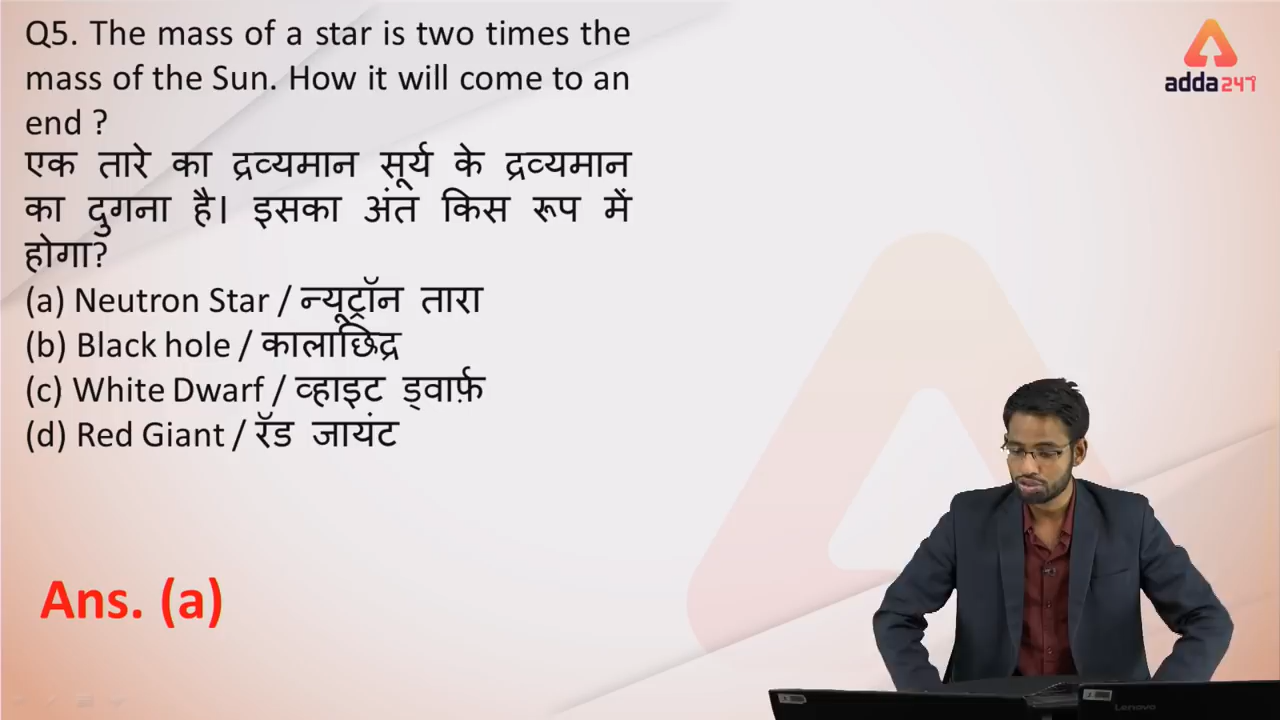 Q5. The mass of a star is two times the
mass of the Sun. How it will come to an
end ?
एक तारे का द्रव्यमान सूर्य के द्रव्यमान
का दुगना है। इसका अंत किस रूप में
होगा?
(a) Neutron Star / न्यूट्रॉन तारा
(b) Black hole / कालाछिद्र
(c) White Dwarf / व्हाइट ड्वार्फ़
(d) Red Giant / रॅड जायंट
Ans. (a)
adda247
Lenovo